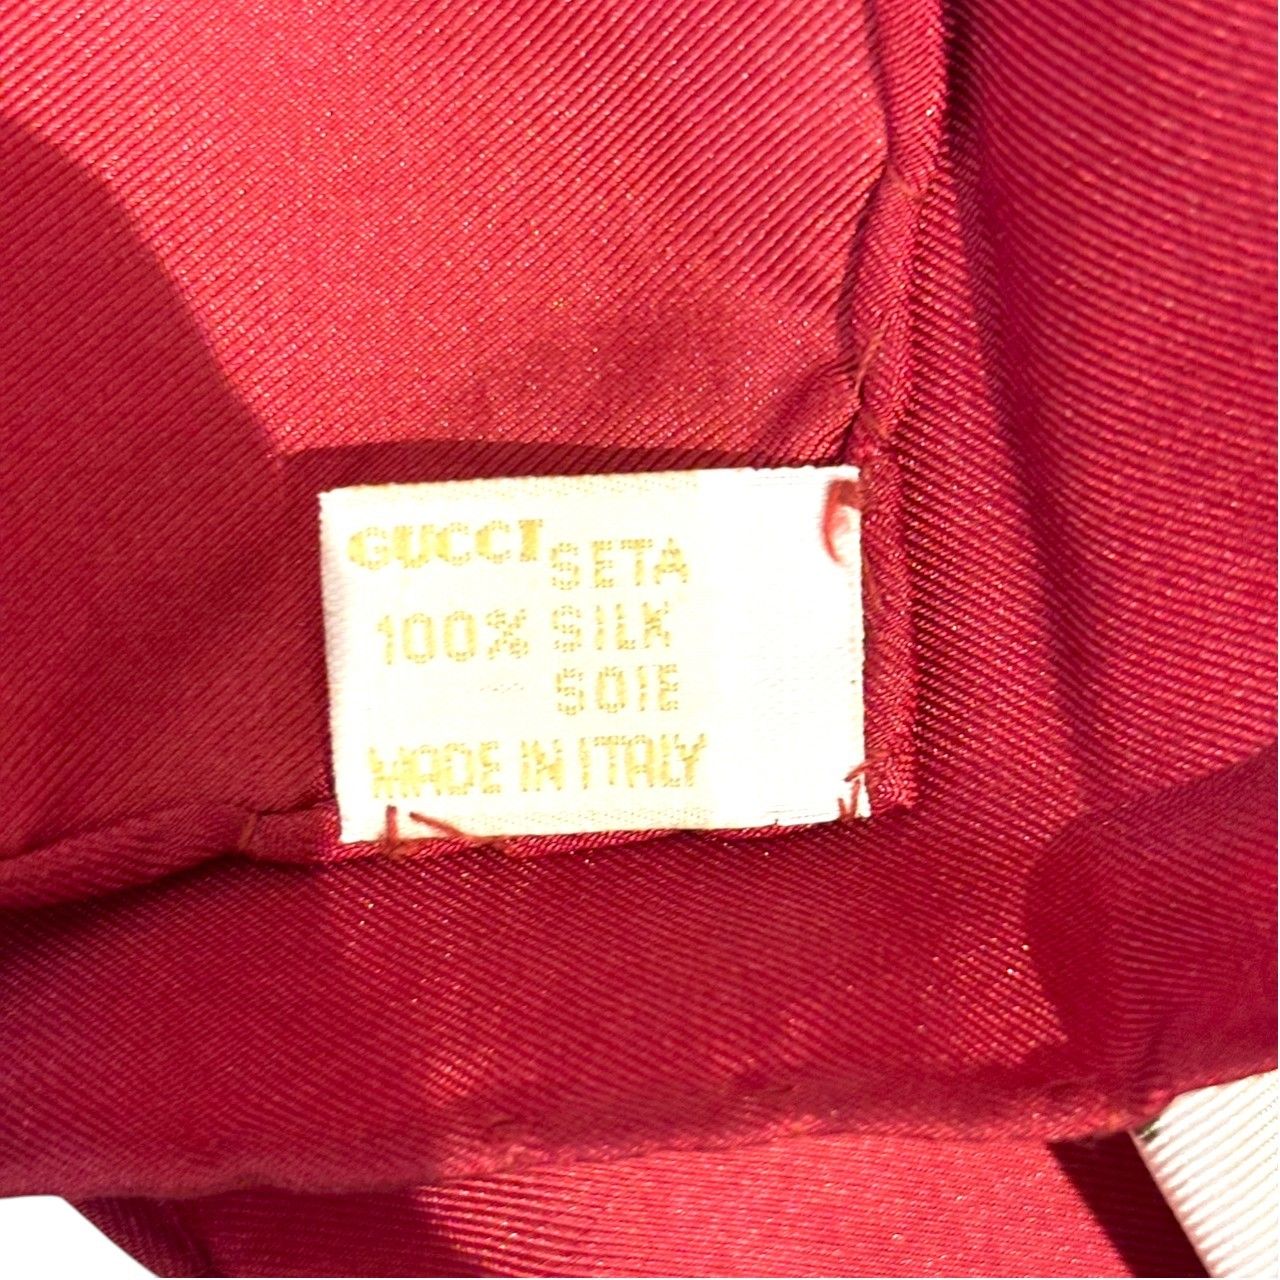 GUCCI SETA
100% SILK
SOIE
MADE IN ITALY